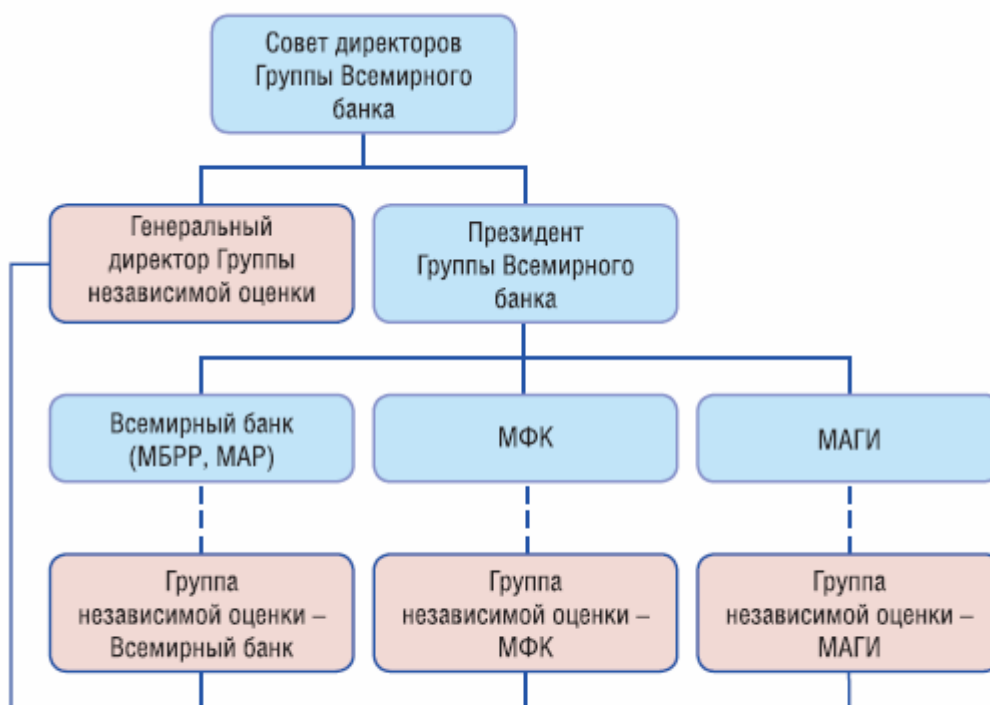 Совет директоров
Группы Всемирного
банка
Генеральный
директор Группы
независимой оценки
Президент
Группы Всемирного
банка
Всемирный банк
(МБРР, МАР)
МФК
МАГИ
Группа
независимой оценки –
Всемирный банк
Группа
независимой оценки –
МФК
Группа
независимой оценки –
МАГИ